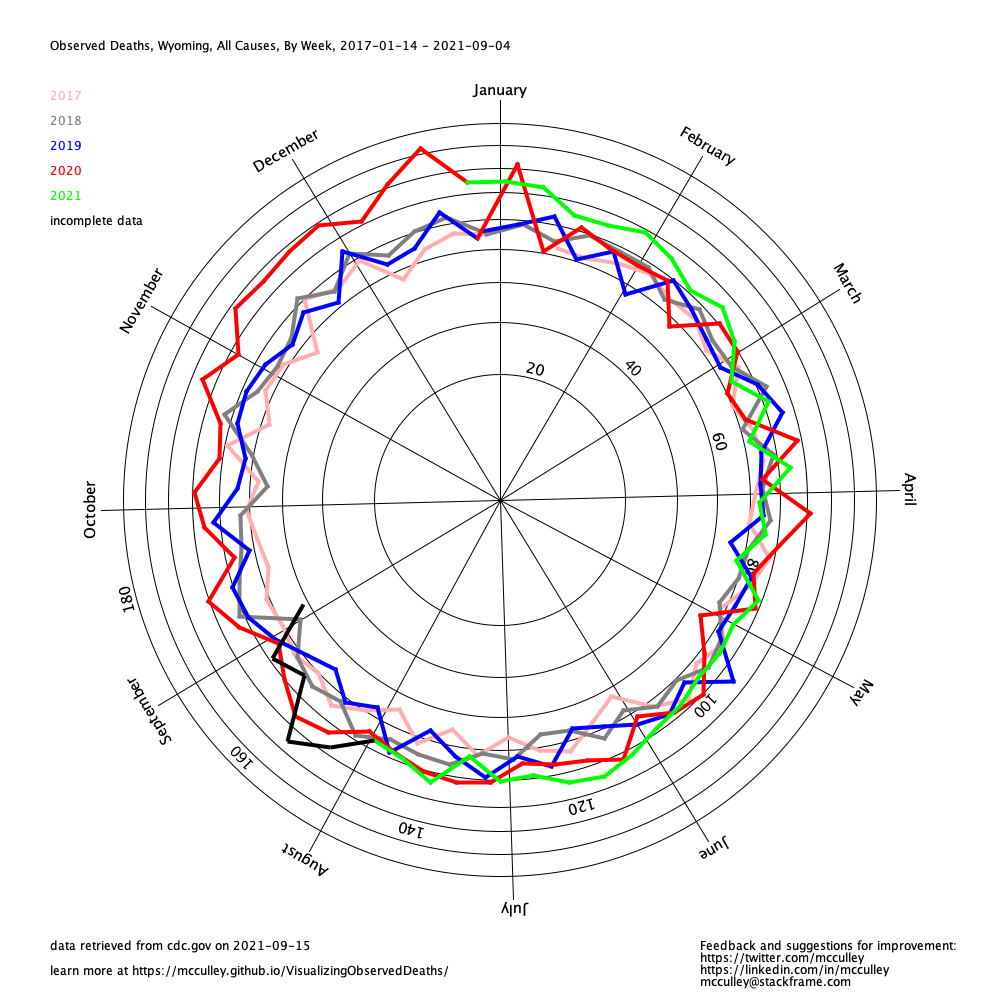 Observed Deaths, Wyoming, All Causes, By Week, 2017-01-14 - 2021-09-04
January
2017
2018
2019
2020
2021
incomplete data
December
February
November
March
20
40
60
October
April
80
180
100
September
May
160
120
140
August
June
July
data retrieved from cdc.gov on 2021-09-15
learn more at https://mcculley.github.io/VisualizingObservedDeaths/
Feedback and suggestions for improvement:
https://twitter.com/mcculley
https://linkedin.com/in/mcculley
mcculley@stackframe.com